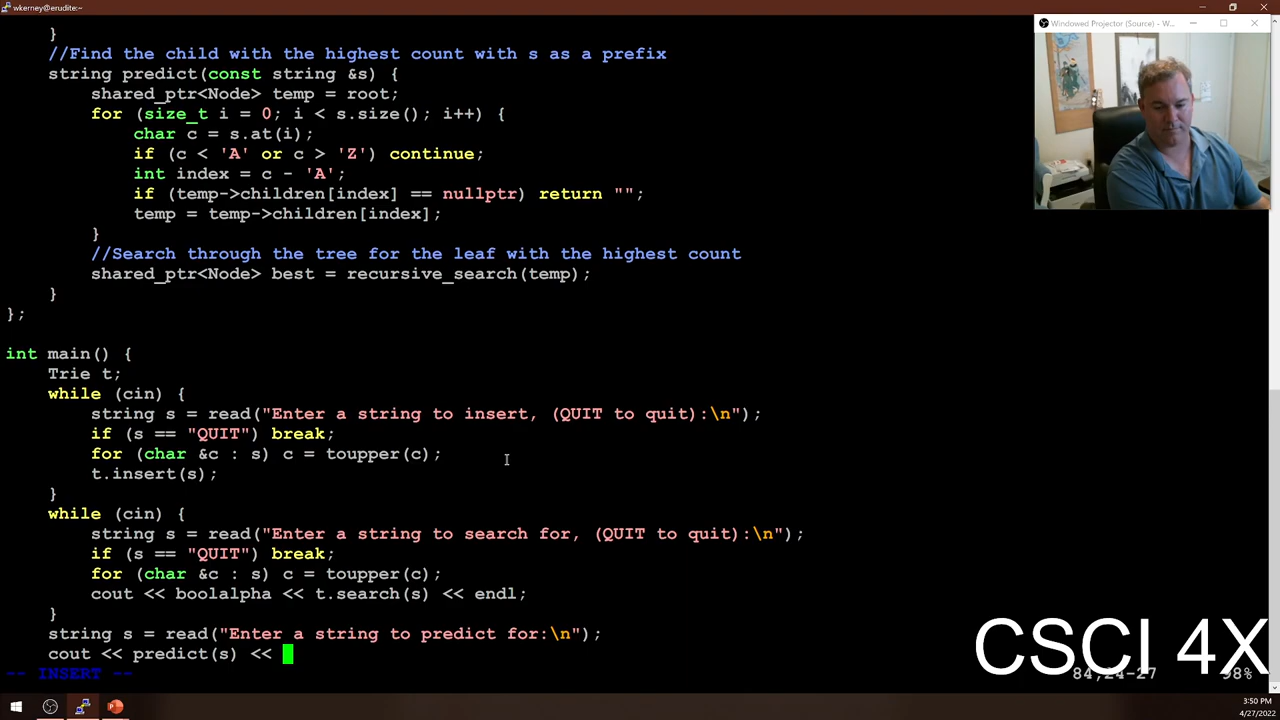 wkerney@erudite:~
Windowed Projector (Source) - W...
}
//Find the child with the highest count with s as a prefix
string predict(const string &s) {
shared_ptr<Node> temp = root;
for (size_t i = 0; i < s.size(); i++) {
char c = s.at(i);
if (c < 'A' or c > 'Z') continue;
int index = c - 'A';
if (temp->children[index] == nullptr) return "";
temp = temp->children[index];
}
//Search through the tree for the leaf with the highest count
shared_ptr<Node> best = recursive_search(temp);
}
};
int main() {
Trie t;
while (cin) {
string s = read("Enter a string to insert, (QUIT to quit):\n");
if (s == "QUIT") break;
for (char &c : s) c = toupper(c);
t.insert(s);
}
while (cin) {
string s = read("Enter a string to search for, (QUIT to quit):\n");
if (s == "QUIT") break;
for (char &c : s) c = toupper(c);
cout << boolalpha << t.search(s) << endl;
}
string s = read("Enter a string to predict for:\n");
cout << predict(s) <<
-- INSERT --
84,24-27
98%
CSCI 4X
3:50 PM
4/27/2022